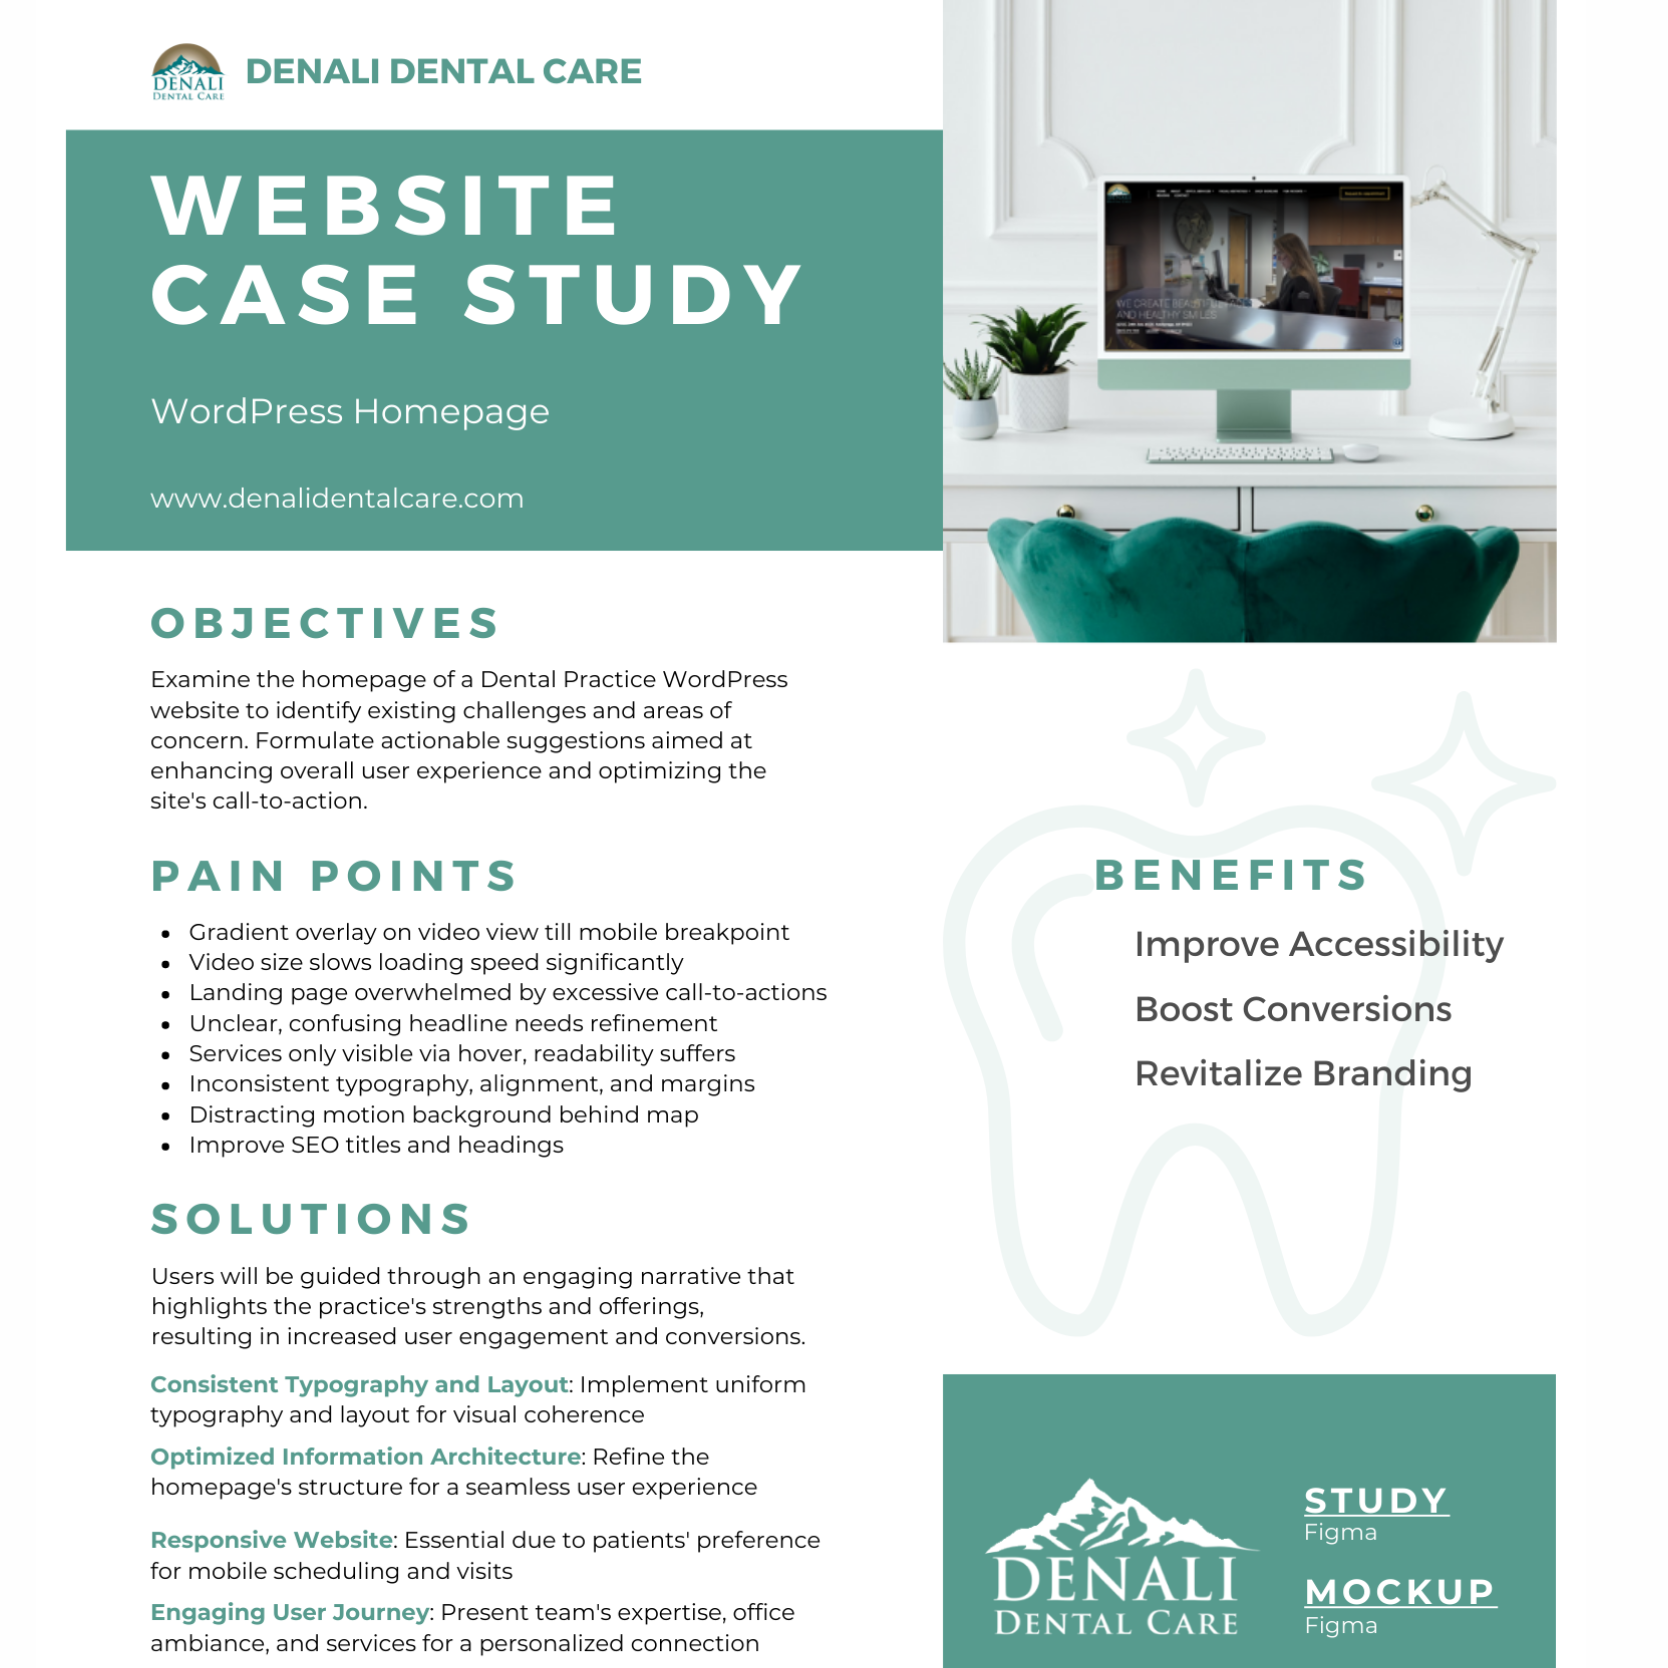 DENALI
DENTAL CARE
DENALI DENTAL CARE
WEBSITE
CASE STUDY
WordPress Homepage
www.denalidentalcare.com
WE CREATE BEAUTIFUL
AND HEALTHY SMILES
OBJECTIVES
Examine the homepage of a Dental Practice WordPress
website to identify existing challenges and areas of
concern. Formulate actionable suggestions aimed at
enhancing overall user experience and optimizing the
site's call-to-action.
PAIN POINTS
• Gradient overlay on video view till mobile breakpoint
• Video size slows loading speed significantly
• Landing page overwhelmed by excessive call-to-actions
• Unclear, confusing headline needs refinement
• Services only visible via hover, readability suffers
• Inconsistent typography, alignment, and margins
• Distracting motion background behind map
• Improve SEO titles and headings
SOLUTIONS
Users will be guided through an engaging narrative that
highlights the practice's strengths and offerings,
resulting in increased user engagement and conversions.
Consistent Typography and Layout: Implement uniform
typography and layout for visual coherence
Optimized Information Architecture: Refine the
homepage's structure for a seamless user experience
Responsive Website: Essential due to patients' preference
for mobile scheduling and visits
Engaging User Journey: Present team's expertise, office
ambiance, and services for a personalized connection
BENEFITS
Improve Accessibility
Boost Conversions
Revitalize Branding
DENALI
DENTAL CARE
STUDY
Figma
MOCKUP
Figma